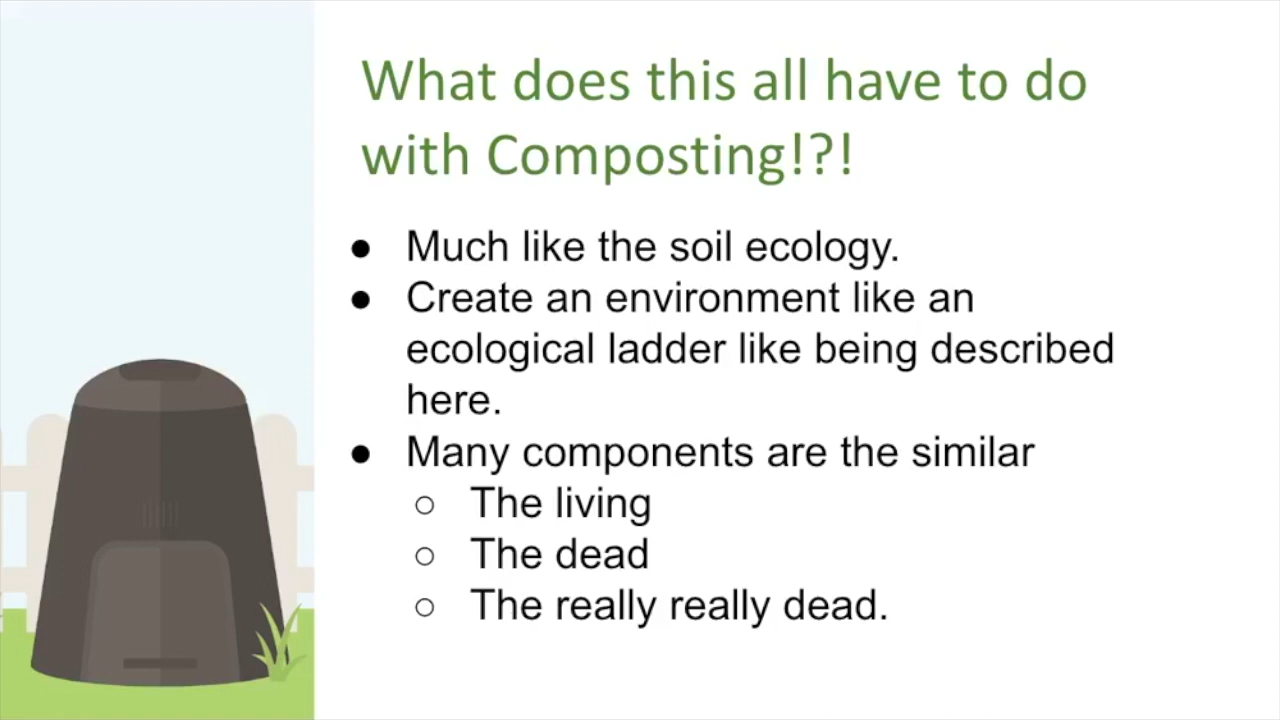 What does this all have to do
with Composting!?!
● Much like the soil ecology.
● Create an environment like an
ecological ladder like being described
here.
● Many components are the similar
○ The living
○ The dead
○ The really really dead.